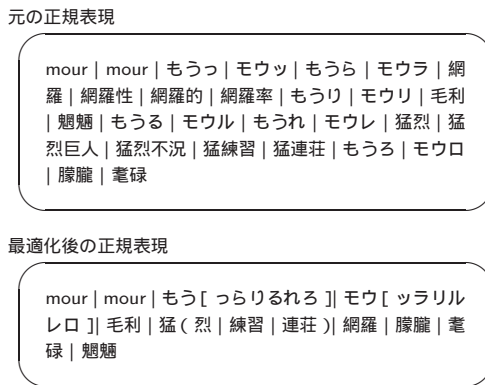 元の正規表現
mour | mour | もうっ | モウッ | もうら | モウラ | 網
羅 | 網羅性 | 網羅的 | 網羅率 | もうり | モウリ | 毛利
| 魍魎 | もうる | モウル | もうれ | モウレ | 猛烈 | 猛
烈巨人 | 猛烈不況 | 猛練習 | 猛連荘 | もうろ | モウロ
| 朦朧 | 耄碌
最適化後の正規表現
mour | mour | もう [ っらりるれろ ]| モウ [ ッラリル
レロ ]| 毛利 | 猛 ( 烈 | 練習 | 連荘 )| 網羅 | 朦朧 | 耄
碌 | 魍魎